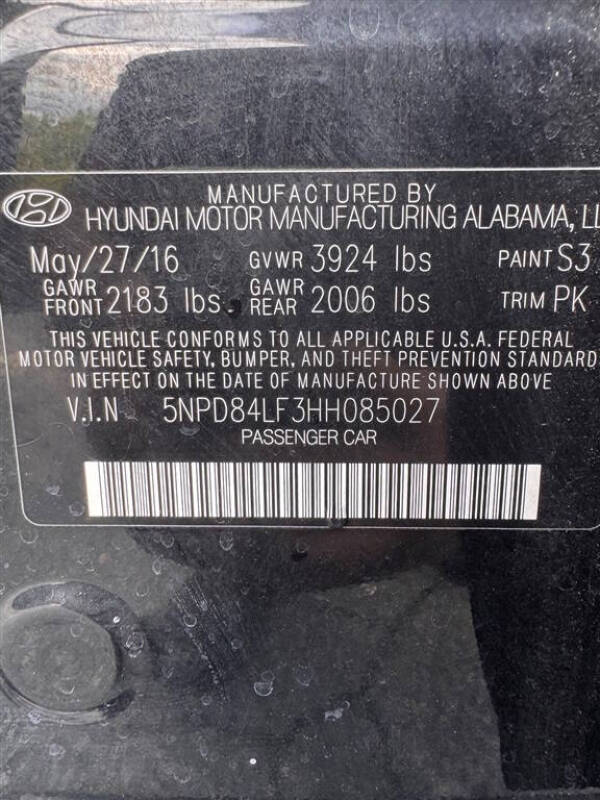 MANUFACTURED BY
HYUNDAI MOTOR MANUFACTURING ALABAMA, LL
May/27/16 GVWR 3924 lbs PAINT S3
GAWR FRONT 2183 lbs. GAWR REAR 2006 lbs TRIM PK
THIS VEHICLE CONFORMS TO ALL APPLICABLE U.S.A. FEDERAL
MOTOR VEHICLE SAFETY, BUMPER, AND THEFT PREVENTION STANDARDS
IN EFFECT ON THE DATE OF MANUFACTURE SHOWN ABOVE
V.I.N 5NPD84LF3HH085027
PASSENGER CAR